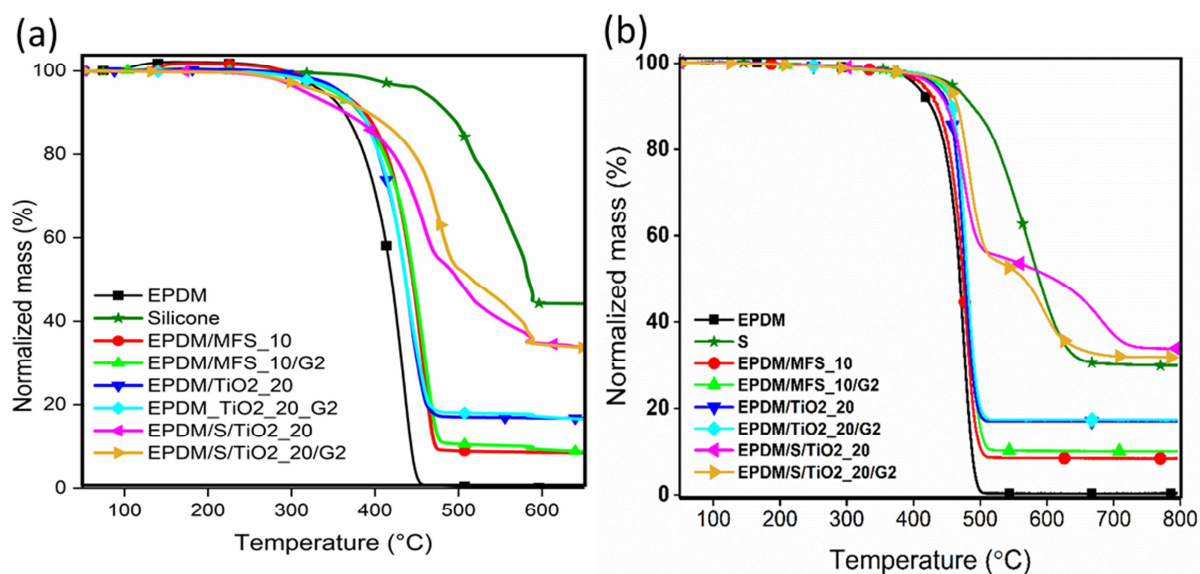 (a)
Normalized mass (%)
100
80
60
40
20
0
EPDM
Silicone
EPDM/MFS_10
EPDM/MFS_10/G2
EPDM/TiO2_20
EPDM_TiO2_20_G2
EPDM/S/TiO2_20
EPDM/S/TiO2_20/G2
100 200 300 400 500 600
Temperature (°C)
(b)
Normalized mass (%)
100
80
60
40
20
0
EPDM
S
EPDM/MFS_10
EPDM/MFS_10/G2
EPDM/TiO2_20
EPDM/TiO2_20/G2
EPDM/S/TiO2_20
EPDM/S/TiO2_20/G2
100 200 300 400 500 600 700 800
Temperature (°C)